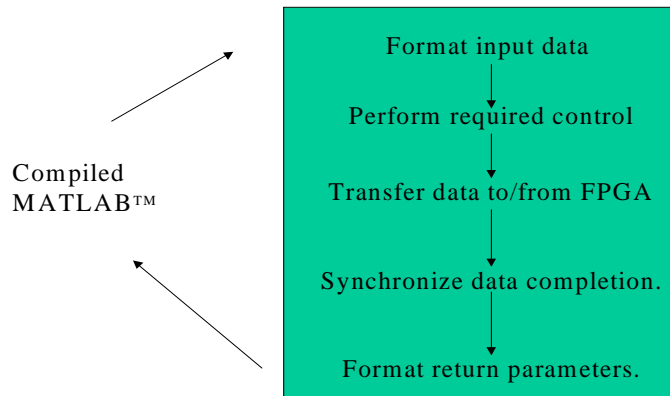 Format input data
Perform required control
Compiled
MATLAB™
Transfer data to/from FPGA
Synchronize data completion.
Format return parameters.